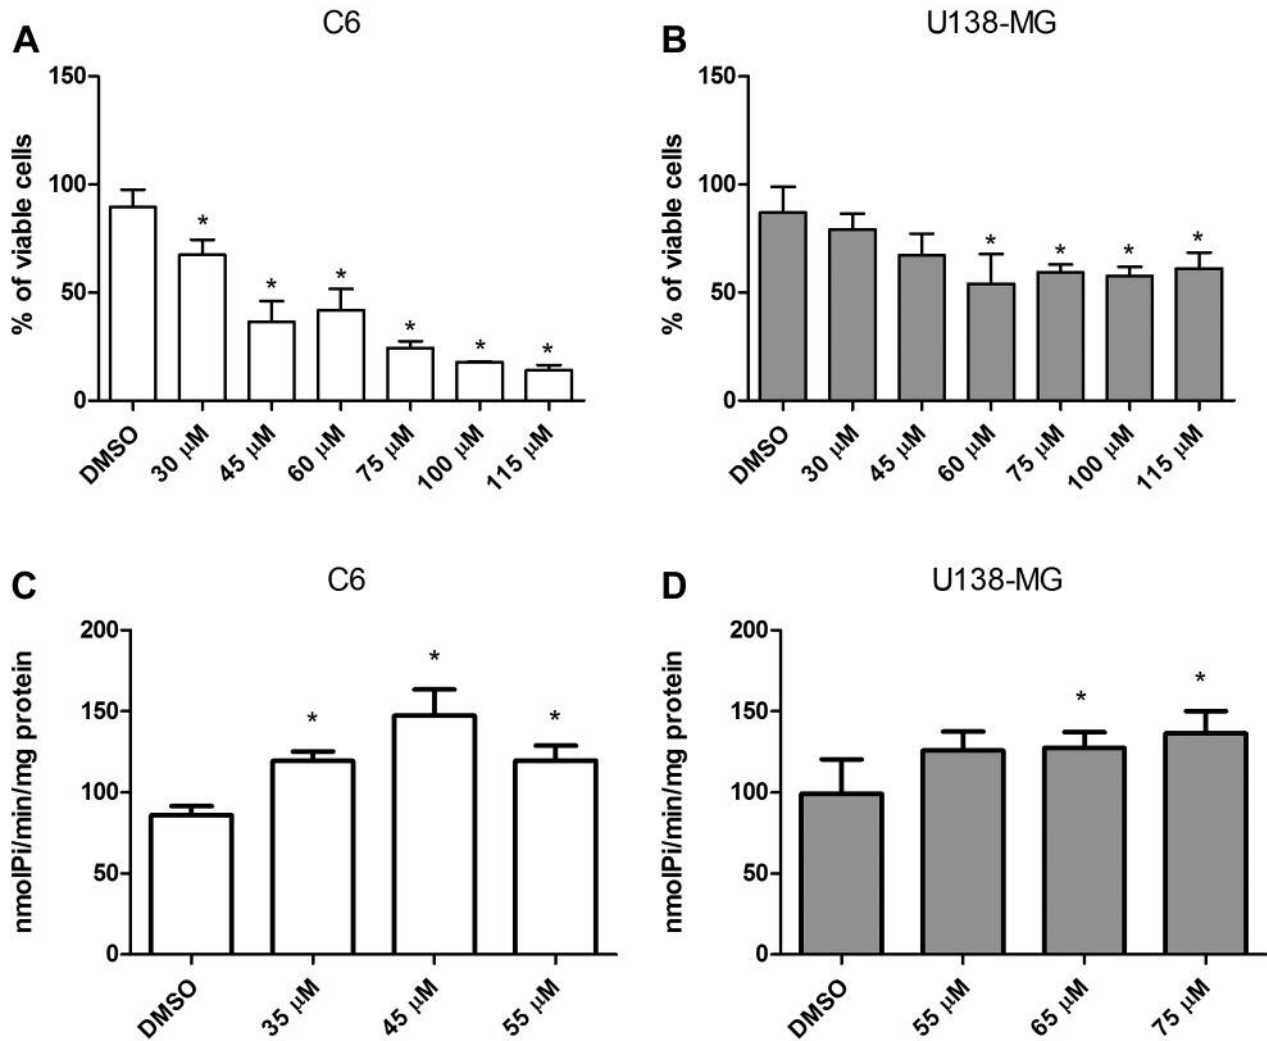 A
C6
% of viable cells
150
100
50
0
*
*
*
*
*
*
DMSO
30 µM
45 µM
60 µM
75 µM
100 µM
115 µM
B
U138-MG
% of viable cells
150
100
50
0
*
*
*
*
DMSO
30 µM
45 µM
60 µM
75 µM
100 µM
115 µM
C
C6
nmolPi/min/mg protein
200
150
100
50
0
*
*
*
DMSO
35 µM
45 µM
55 µM
D
U138-MG
nmolPi/min/mg protein
200
150
100
50
0
*
*
DMSO
55 µM
65 µM
75 µM